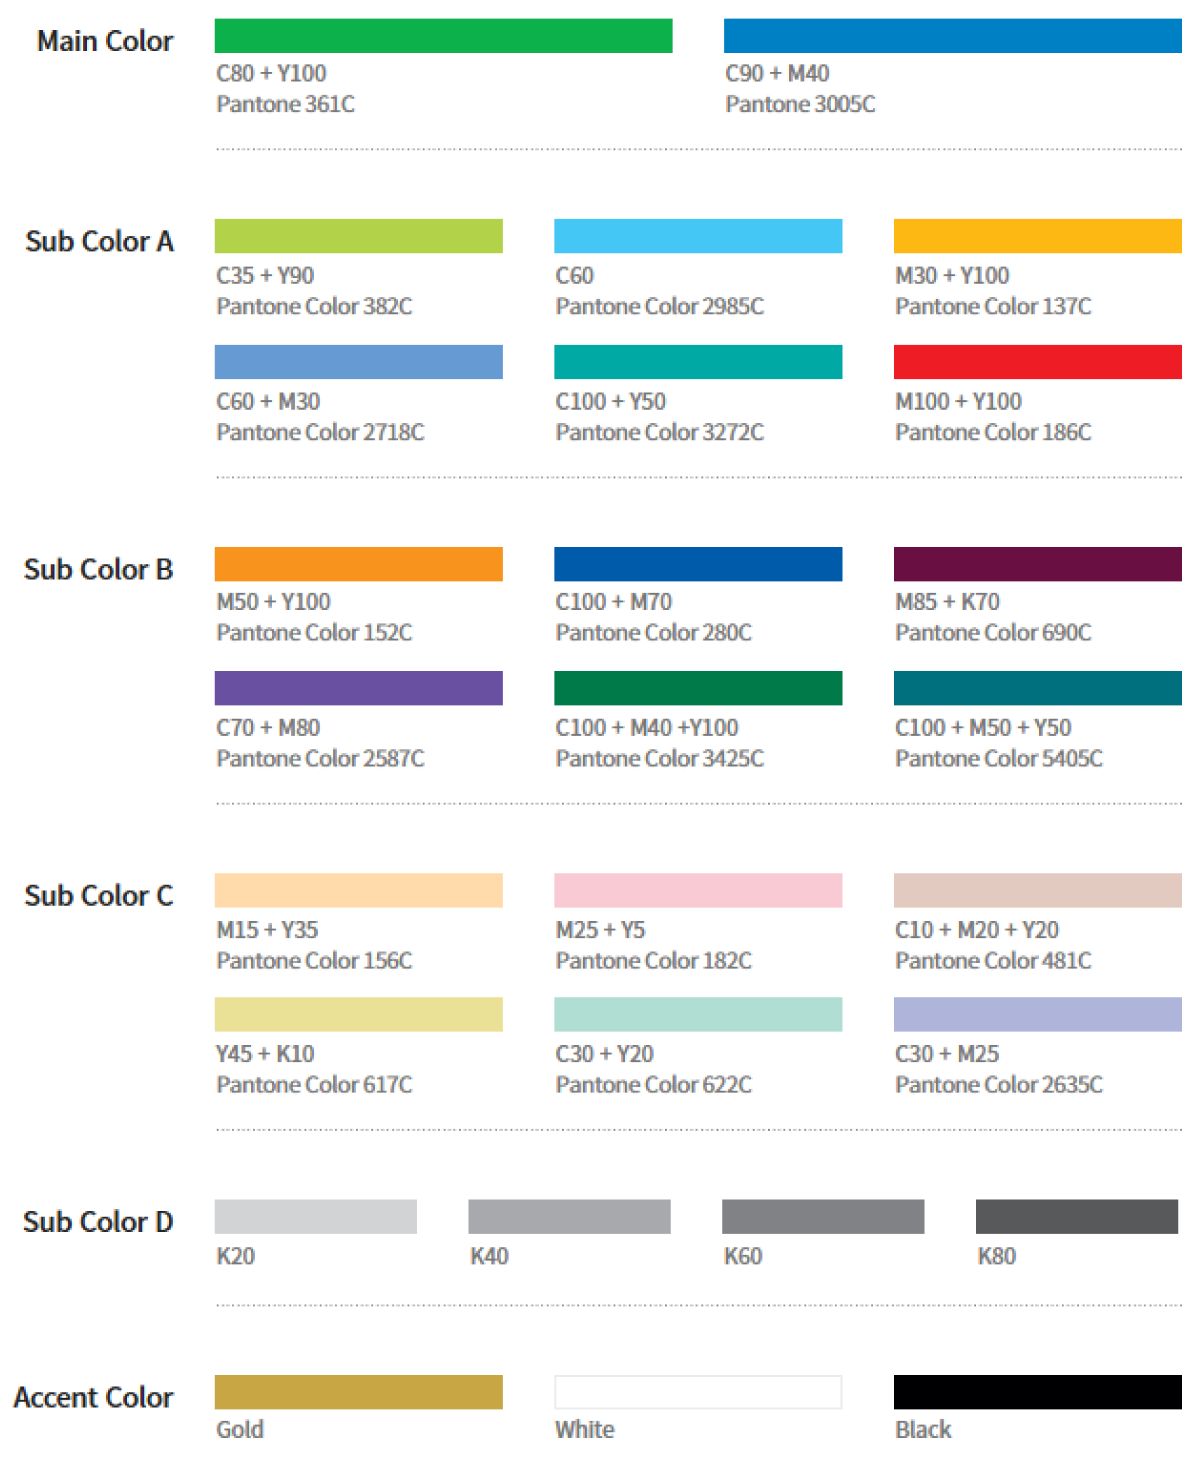 Main Color
C80 + Y100
Pantone 361C
C90 + M40
Pantone 3005C
Sub Color A
C35 + Y90
Pantone Color 382C
C60
Pantone Color 2985C
M30 + Y100
Pantone Color 137C
C60 + M30
Pantone Color 2718C
C100 + Y50
Pantone Color 3272C
M100 + Y100
Pantone Color 186C
Sub Color B
M50 + Y100
Pantone Color 152C
C100 + M70
Pantone Color 280C
M85 + K70
Pantone Color 690C
C70 + M80
Pantone Color 2587C
C100 + M40 +Y100
Pantone Color 3425C
C100 + M50 + Y50
Pantone Color 5405C
Sub Color C
M15 + Y35
Pantone Color 156C
M25 + Y5
Pantone Color 182C
C10 + M20 + Y20
Pantone Color 481C
Y45 + K10
Pantone Color 617C
C30 + Y20
Pantone Color 622C
C30 + M25
Pantone Color 2635C
Sub Color D
K20
K40
K60
K80
Accent Color
Gold
White
Black